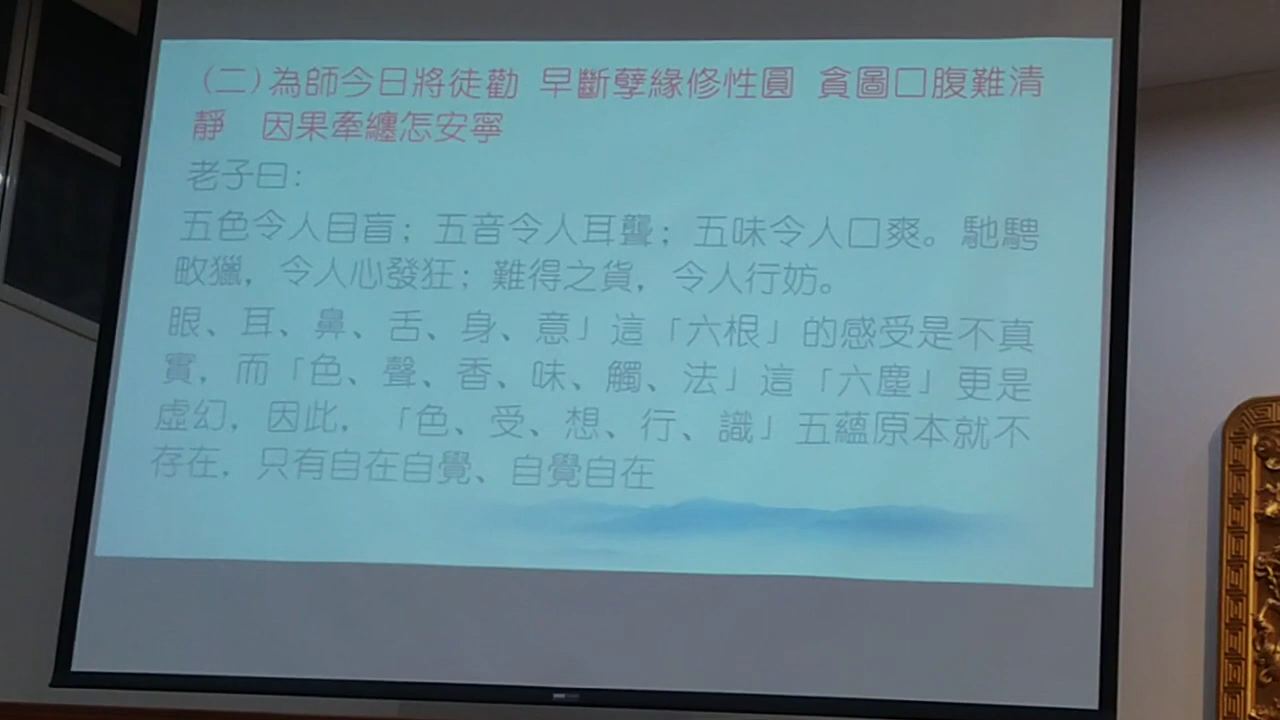 (二)為師今日將徒勸 早斷孽緣修性圓 貪圖口腹難清
靜 因果牽纏怎安寧
老子曰：
五色令人目盲；五音令人耳聾；五味令人口爽。馳騁
畋獵，令人心發狂；難得之貨，令人行妨。
眼、耳、鼻、舌、身、意」這「六根」的感受是不真
實，而「色、聲、香、味、觸、法」這「六塵」更是
虛幻，因此，「色、受、想、行、識」五蘊原本就不
存在，只有自在自覺、自覺自在